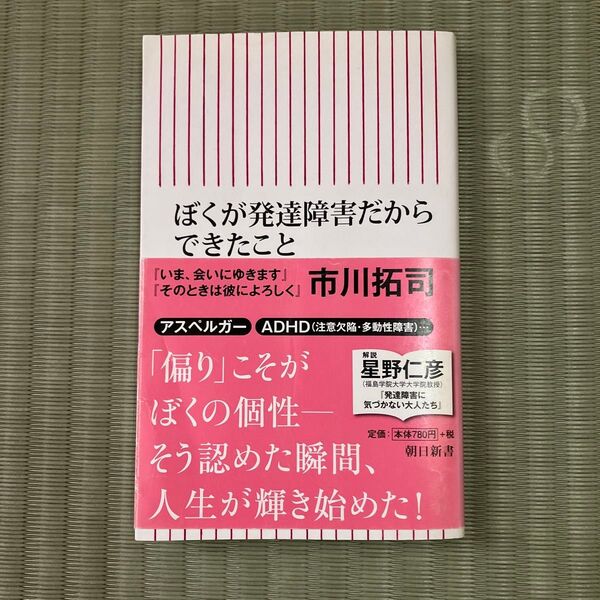 ぼくが発達障害だから
できたこと
『いま、会いにゆきます』
『そのときは彼によろしく』
市川拓司
アスペルガー
ADHD(注意欠陥・多動性障害)…
「偏り」こそが
ぼくの個性―
そう認めた瞬間、
人生が輝き始めた!
解説
星野仁彦
(福島学院大学大学院教授)
『発達障害に
気づかない大人たち』
定価:本体780円+税
朝日新書